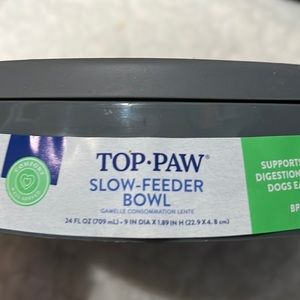 COMFORT
TOP·PAW®
SLOW-FEEDER
BOWL
GAMELLE CONSOMMATION LENTE
24 FL OZ (709 mL) • 9 IN DIA X 1.89 IN H (22.9 X 4.8 cm)
SUPPORTS
DIGESTION
DOGS EA
BP